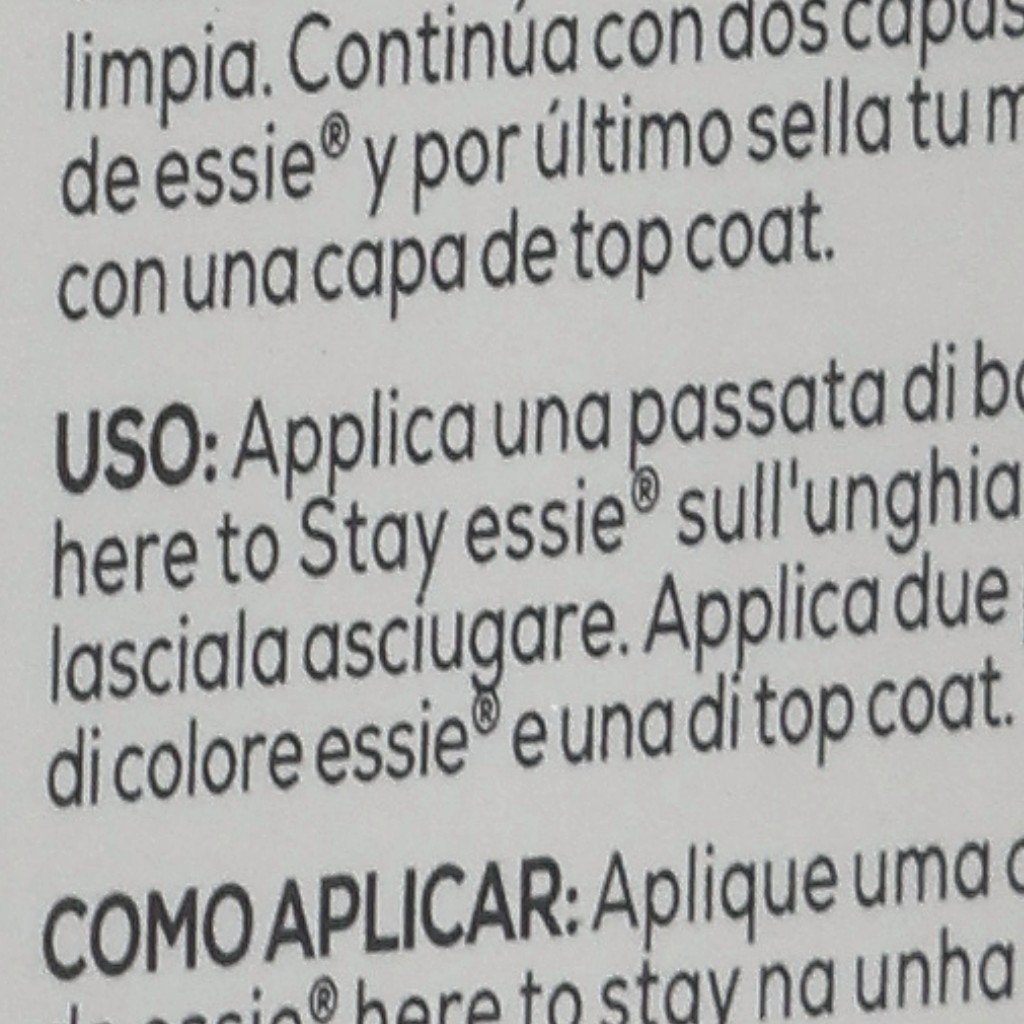 limpia. Continúa con dos capas
de essie® y por último sella tu
con una capa de top coat.
USO: Applica una passata di
here to Stay essie® sull'unghia
lasciala asciugare. Applica due
di colore essie® e una di top coat.
COMO APLICAR: Aplique uma
essie® here to stay na unha